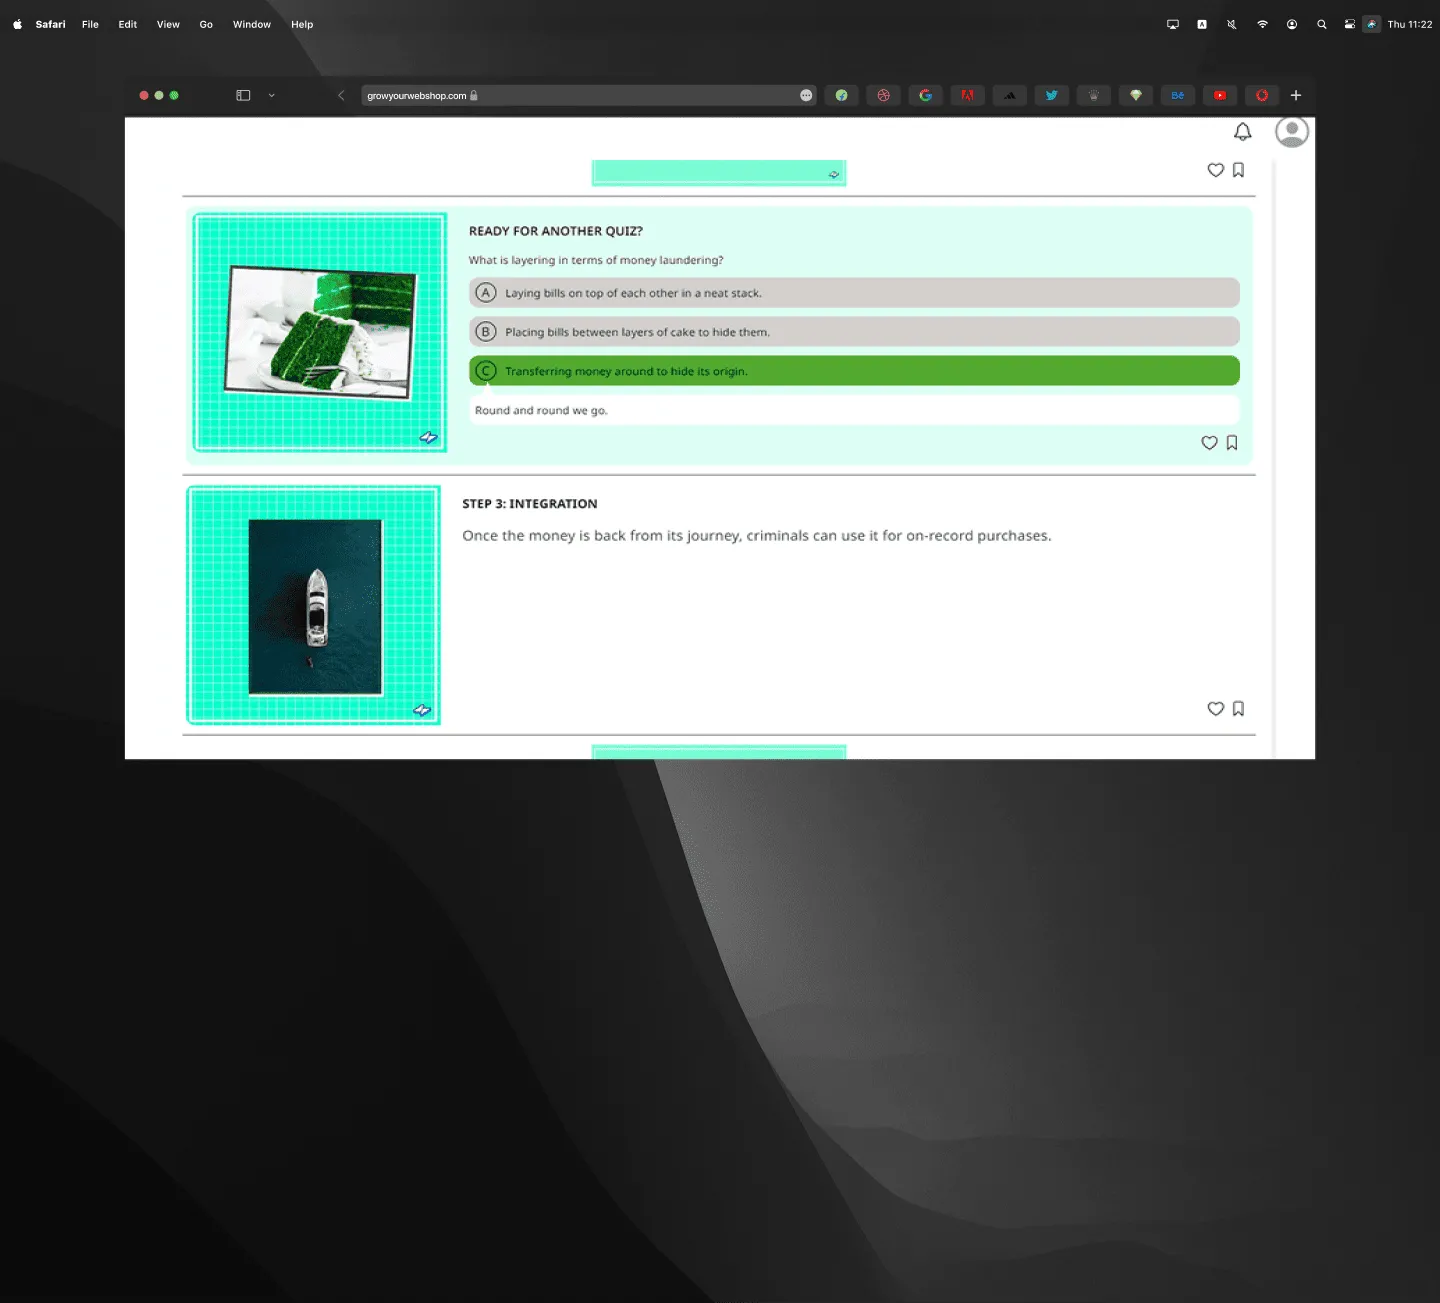 Safari File Edit View Go Window Help
A
Thu 11:22
growyourwebshop.com
Bē
READY FOR ANOTHER QUIZ?
What is layering in terms of money laundering?
A Laying bills on top of each other in a neat stack.
B Placing bills between layers of cake to hide them.
C Transferring money around to hide its origin.
Round and round we go.
STEP 3: INTEGRATION
Once the money is back from its journey, criminals can use it for on-record purchases.